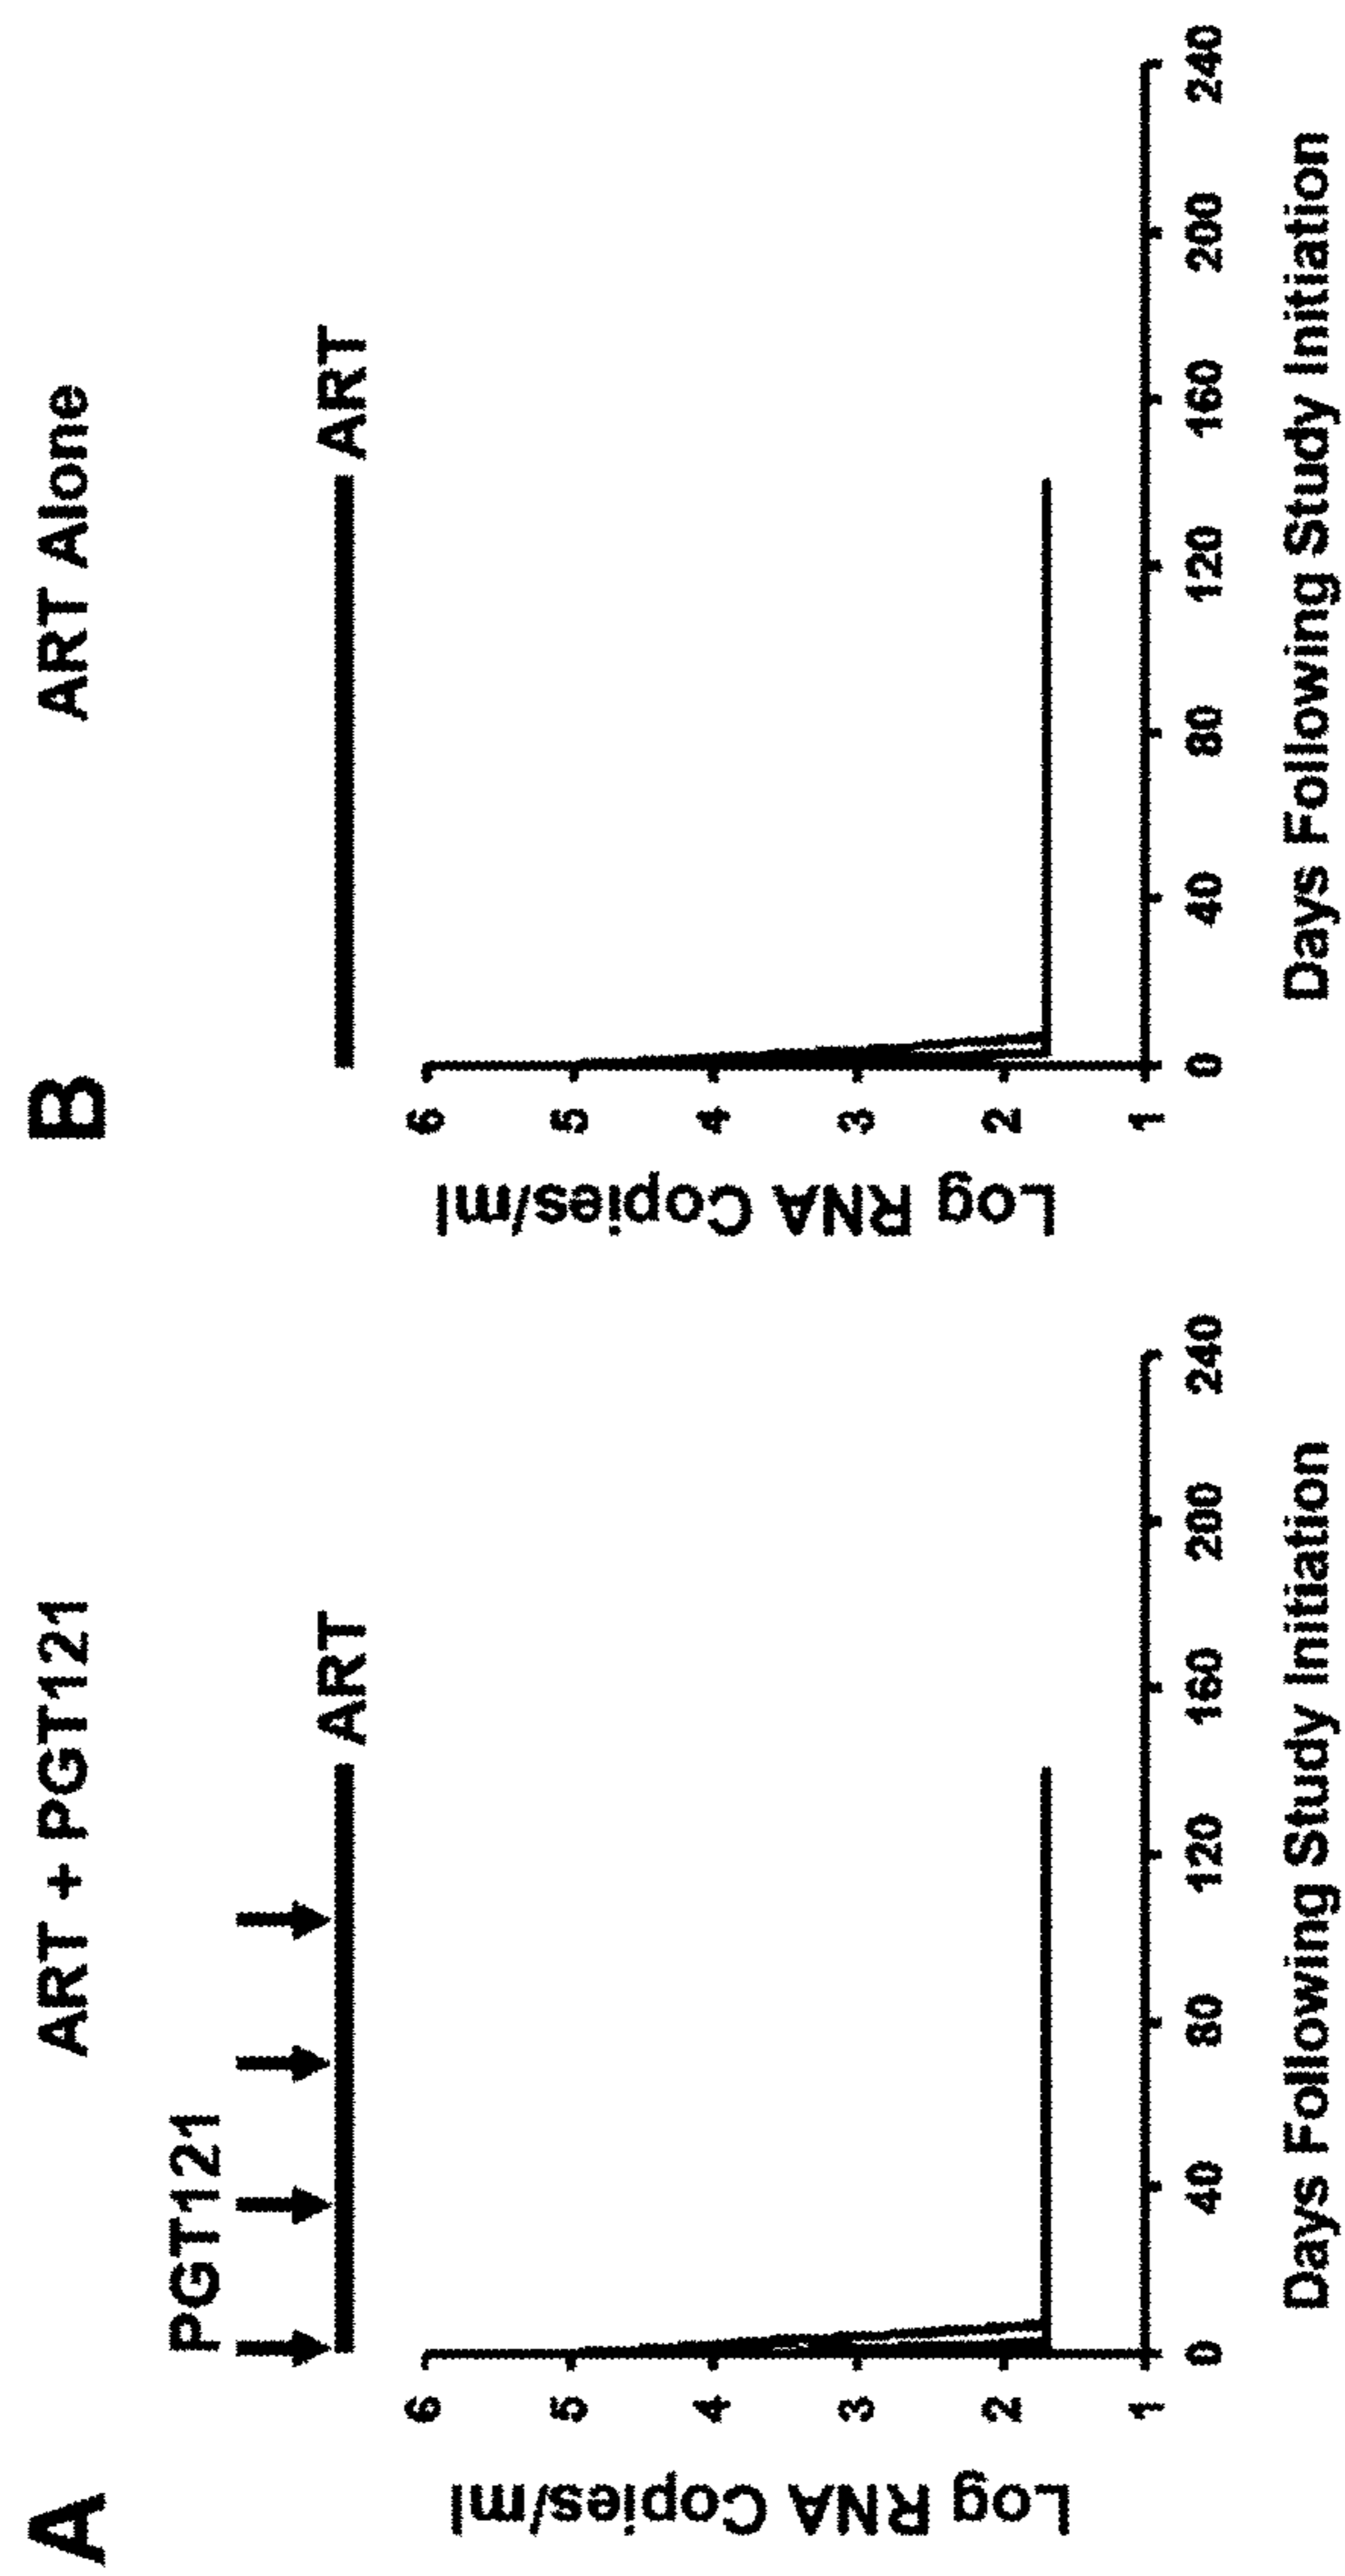 A
ART + PGT121
PGT121
ART
Log RNA Copies/ml
6
5
4
3
2
1
0 40 80 120 160 200 240
Days Following Study Initiation
B
ART Alone
ART
Log RNA Copies/ml
6
5
4
3
2
1
0 40 80 120 160 200 240
Days Following Study Initiation